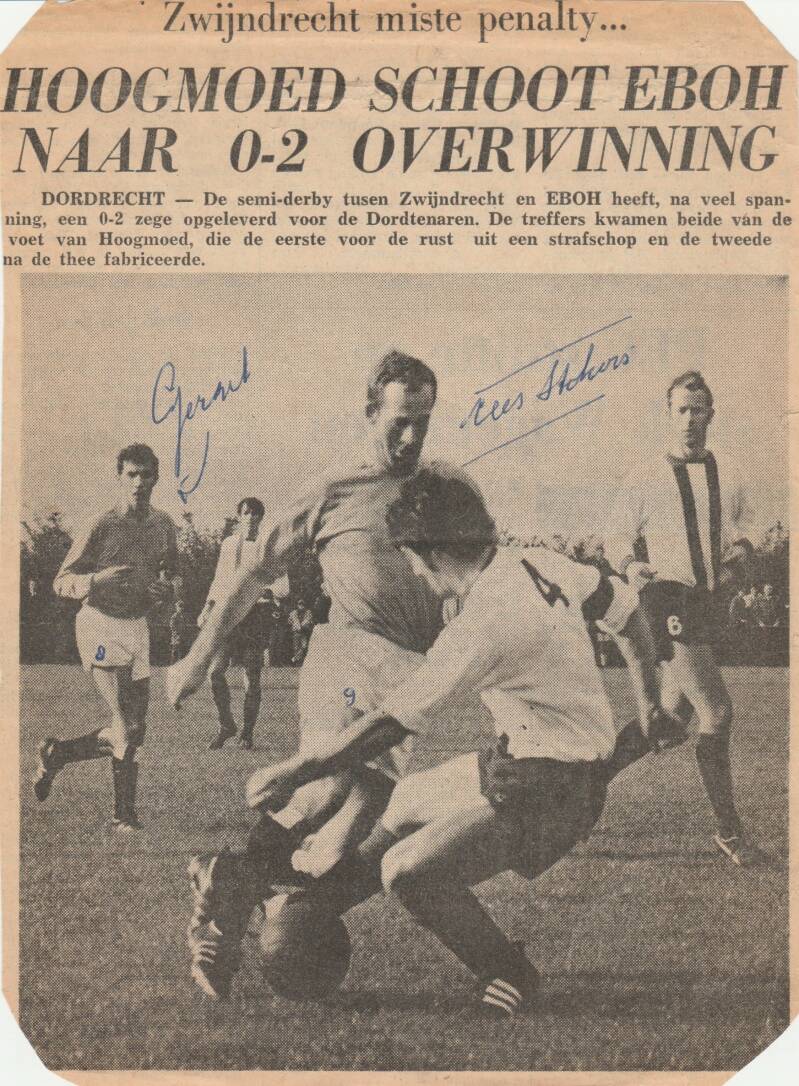 Zwijndrecht miste penalty...
HOOGMOED SCHOOT EBOH
NAAR 0-2 OVERWINNING
DORDRECHT — De semi-derby tusen Zwijndrecht en EBOH heeft, na veel span-
ning, een 0-2 zege opgeleverd voor de Dordtenaren. De treffers kwamen beide van de
voet van Hoogmoed, die de eerste voor de rust uit een strafschop en de tweede
na de thee fabriceerde.
Gerard
Kees
4
6
8
9